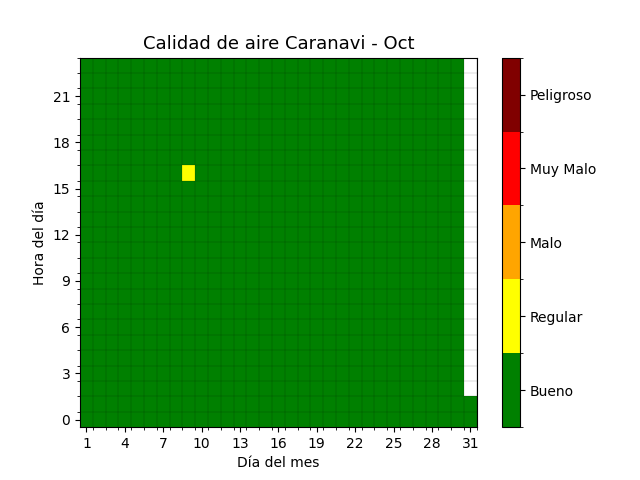 Calidad de aire Caranavi - Oct
Hora del día
21
18
15
12
9
6
3
0
1 4 7 10 13 16 19 22 25 28 31
Día del mes
Peligroso
Muy Malo
Malo
Regular
Bueno